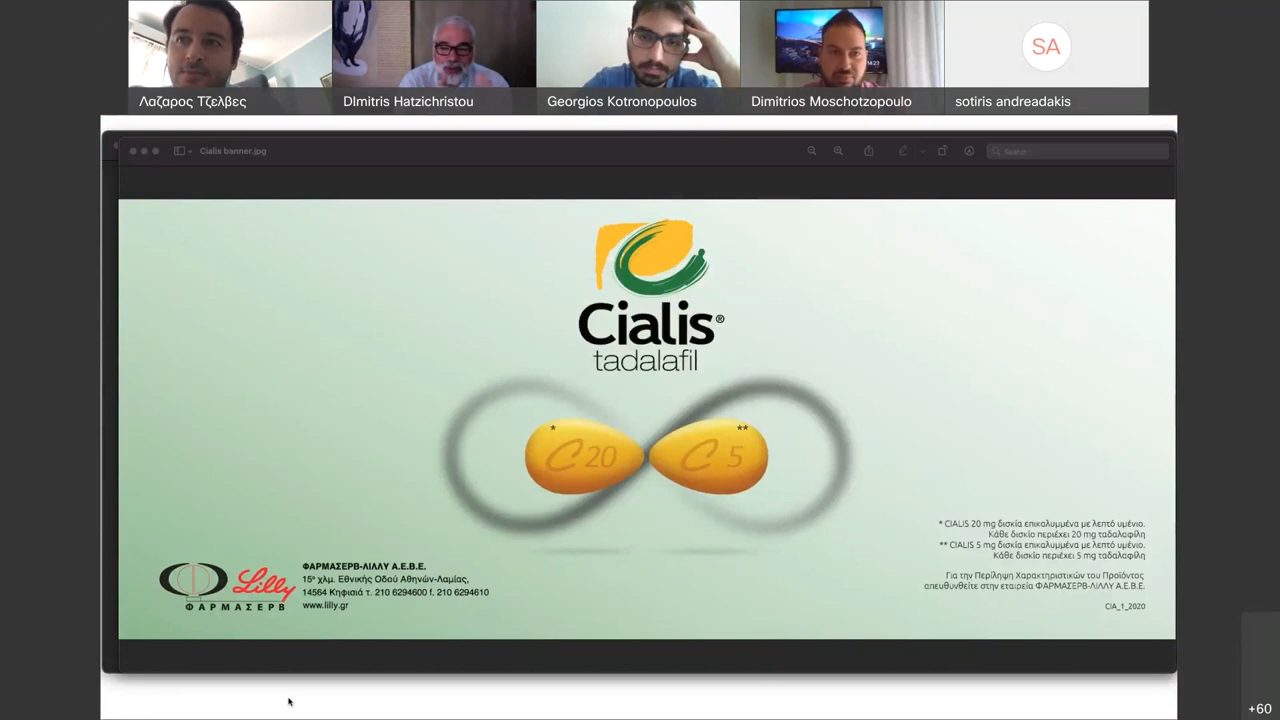 Λαζαρος Τζελβες
DImitris Hatzichristou
Georgios Kotronopoulos
14:23
Dimitrios Moschotzopoulo
SA
sotiris andreadakis
Cialis banner.jpg
Search
Cialis®
tadalafil
*
**
C 20
C 5
* CIALIS 20 mg δισκία επικαλυμμένα με λεπτό υμένιο.
Κάθε δισκίο περιέχει 20 mg ταδαλαφίλη
** CIALIS 5 mg δισκία επικαλυμμένα με λεπτό υμένιο.
Κάθε δισκίο περιέχει 5 mg ταδαλαφίλη
Για την Περίληψη Χαρακτηριστικών του Προϊόντος
απευθυνθείτε στην εταιρεία ΦΑΡΜΑΣΕΡΒ-ΛΙΛΛΥ Α.Ε.Β.Ε.
CIA_1_2020
Lilly
ΦΑΡΜΑΣΕΡΒ
ΦΑΡΜΑΣΕΡΒ-ΛΙΛΛΥ Α.Ε.Β.Ε.
15º χλμ. Εθνικής Οδού Αθηνών-Λαμίας,
14564 Κηφισιά τ. 210 6294600 f. 210 6294610
www.lilly.gr
+60